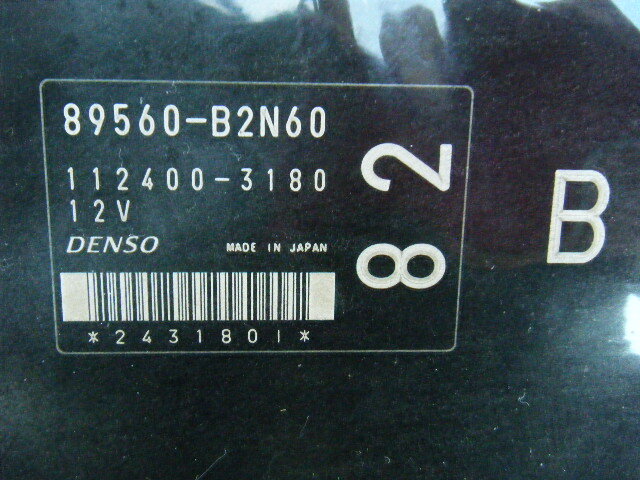 89560-B2N60
112400-3180
12V
DENSO MADE IN JAPAN
*2431801*
82
B